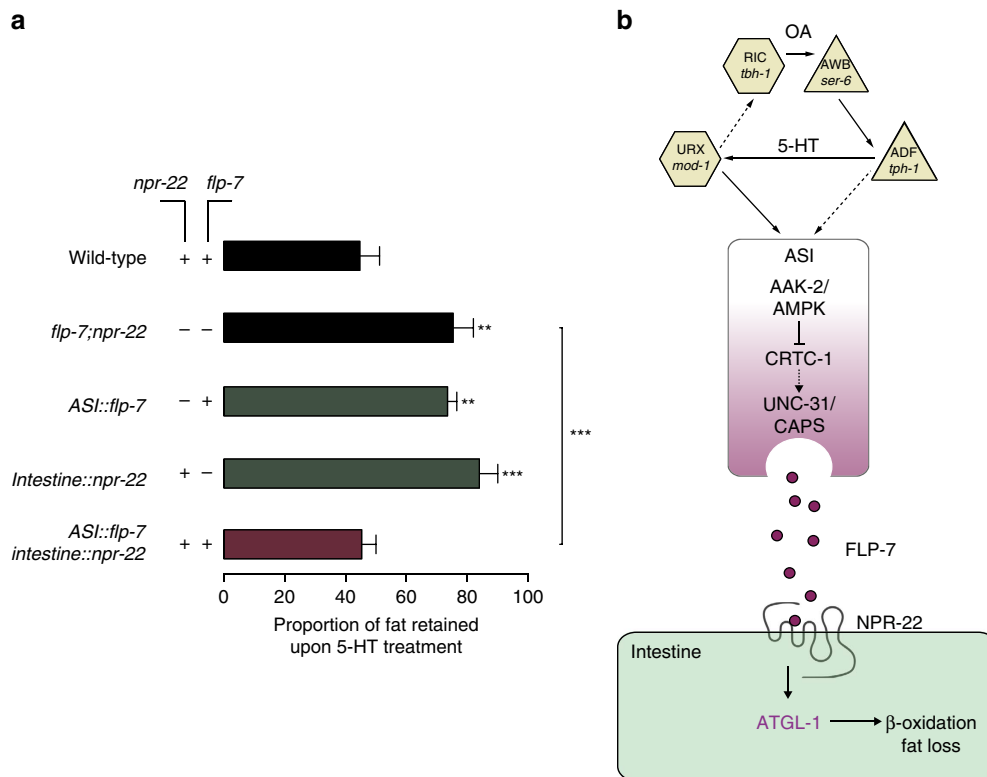 a
npr-22 flp-7
Wild-type + +
flp-7;npr-22 – – **
ASI::flp-7 – + **
***
Intestine::npr-22 + – ***
ASI::flp-7
intestine::npr-22 + +
0 20 40 60 80 100
Proportion of fat retained
upon 5-HT treatment
b
OA
RIC
tbh-1
AWB
ser-6
5-HT
URX
mod-1
ADF
tph-1
ASI
AAK-2/
AMPK
CRTC-1
UNC-31/
CAPS
FLP-7
NPR-22
Intestine
ATGL-1
β-oxidation
fat loss